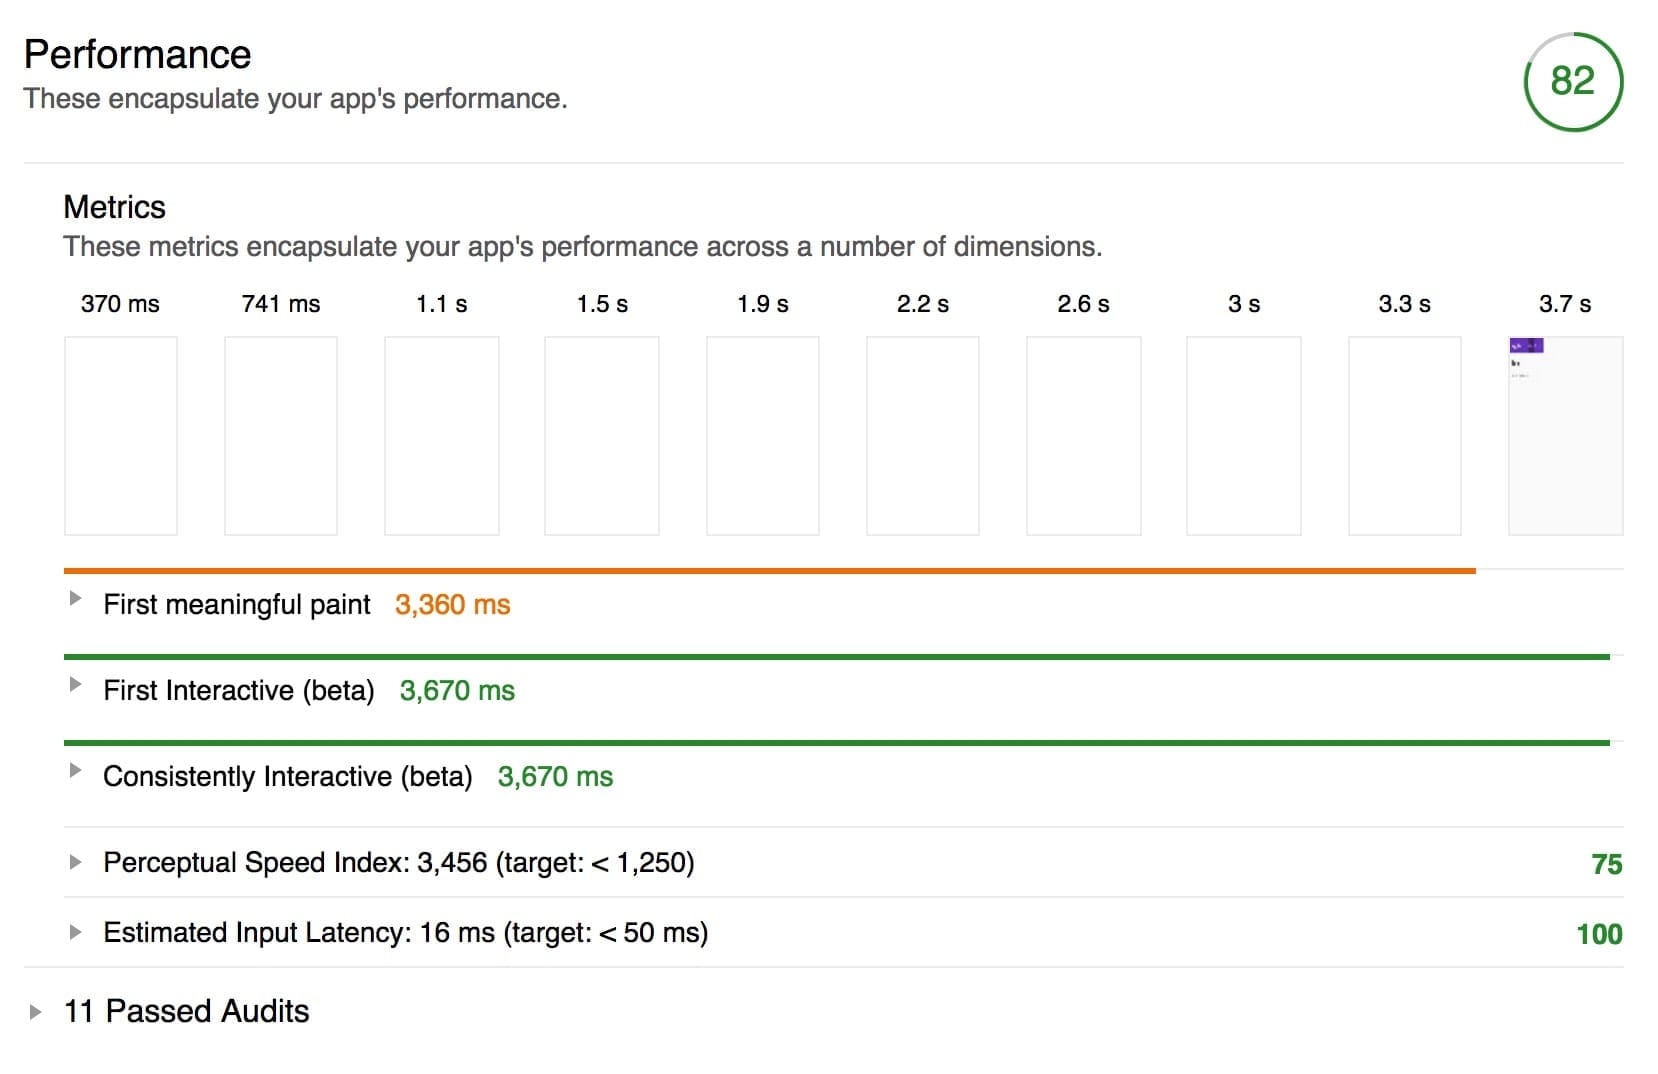 Performance
82
These encapsulate your app's performance.
Metrics
These metrics encapsulate your app's performance across a number of dimensions.
370 ms 741 ms 1.1 s 1.5 s 1.9 s 2.2 s 2.6 s 3 s 3.3 s 3.7 s
First meaningful paint 3,360 ms
First Interactive (beta) 3,670 ms
Consistently Interactive (beta) 3,670 ms
Perceptual Speed Index: 3,456 (target: < 1,250) 75
Estimated Input Latency: 16 ms (target: < 50 ms) 100
11 Passed Audits